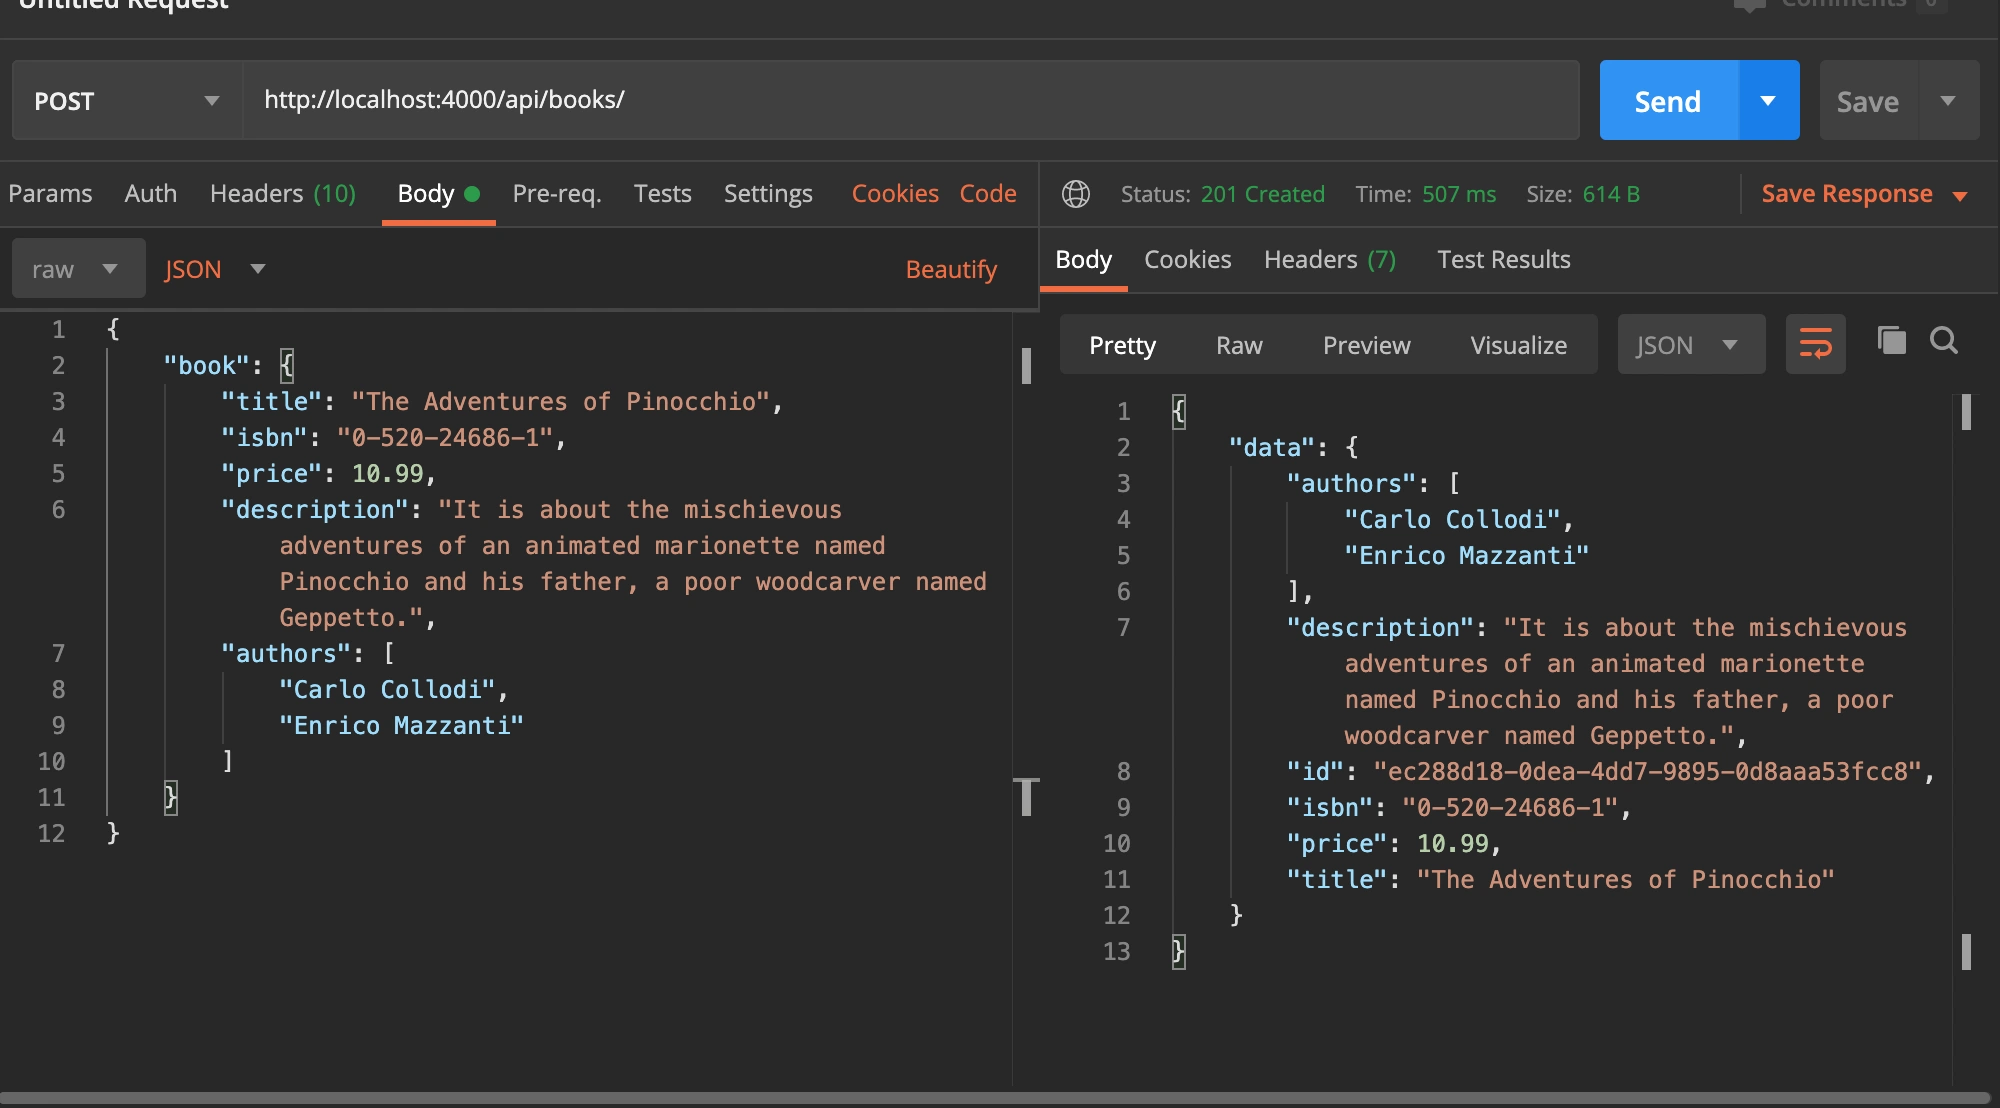 Untitled Request
Comments 0
POST http://localhost:4000/api/books/ Send Save
Params Auth Headers (10) Body Pre-req. Tests Settings Cookies Code
Status: 201 Created Time: 507 ms Size: 614 B Save Response
raw JSON Beautify
1 {
2 "book": {
3 "title": "The Adventures of Pinocchio",
4 "isbn": "0-520-24686-1",
5 "price": 10.99,
6 "description": "It is about the mischievous
adventures of an animated marionette named
Pinocchio and his father, a poor woodcarver named
Geppetto.",
7 "authors": [
8 "Carlo Collodi",
9 "Enrico Mazzanti"
10 ]
11 }
12 }
Body Cookies Headers (7) Test Results
Pretty Raw Preview Visualize JSON
1 {
2 "data": {
3 "authors": [
4 "Carlo Collodi",
5 "Enrico Mazzanti"
6 ],
7 "description": "It is about the mischievous
adventures of an animated marionette
named Pinocchio and his father, a poor
woodcarver named Geppetto.",
8 "id": "ec288d18-0dea-4dd7-9895-0d8aaa53fcc8",
9 "isbn": "0-520-24686-1",
10 "price": 10.99,
11 "title": "The Adventures of Pinocchio"
12 }
13 }